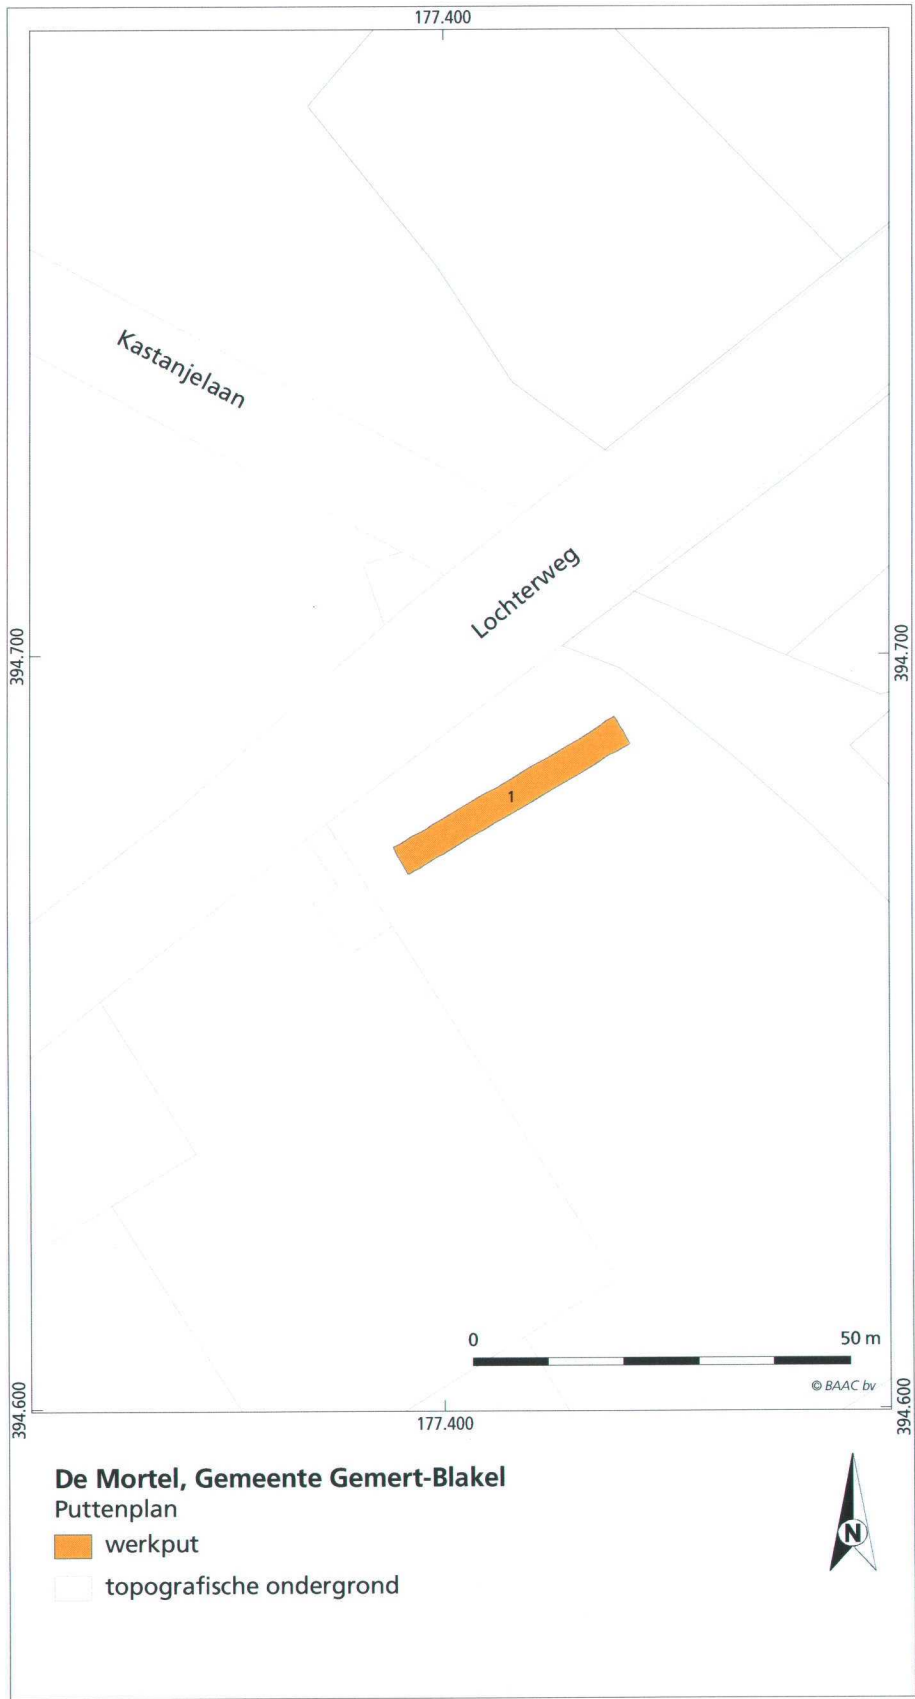 177.400
Kastanjelaan
Lochterweg
394.700
394.700
1
0
50 m
© BAAC bv
394.600
394.600
177.400
De Mortel, Gemeente Gemert-Blakel
Puttenplan
werkput
topografische ondergrond
N